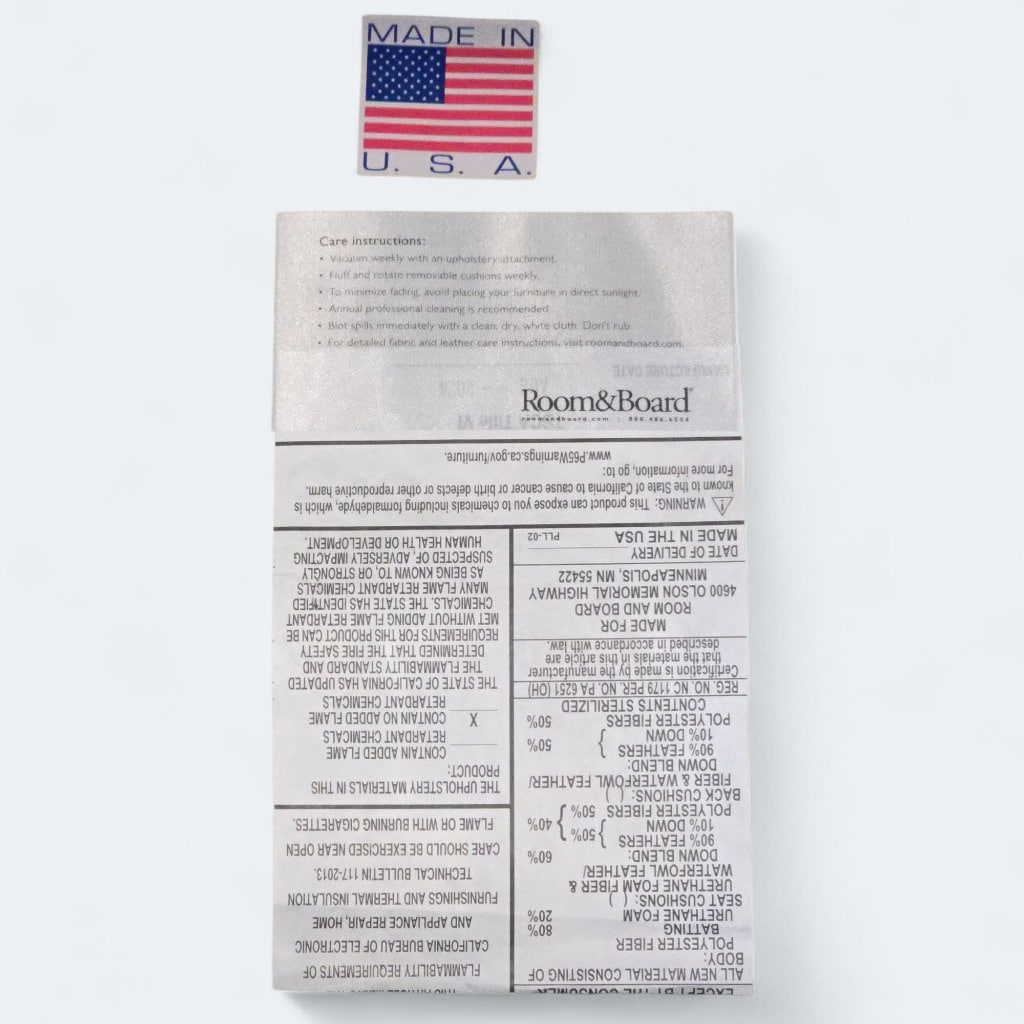 MADE IN
U. S. A.
Care instructions:
• Vacuum weekly with an upholstery attachment.
• Fluff and rotate removable cushions weekly.
• To minimize fading, avoid placing your furniture in direct sunlight.
• Annual professional cleaning is recommended.
• Blot spills immediately with a clean, dry, white cloth. Don't rub.
• For detailed fabric and leather care instructions, visit roomandboard.com.
Room&Board®
roomandboard.com | 800.486.6554
EXCEPT BY THE CONSUMER
ALL NEW MATERIAL CONSISTING OF
BODY:
POLYESTER FIBER
BATTING 80%
URETHANE FOAM 20%
SEAT CUSHIONS: ( )
URETHANE FOAM FIBER &
WATERFOWL FEATHER/
DOWN BLEND: 60%
90% FEATHERS
10% DOWN } 50%
POLYESTER FIBERS 50% } 40%
BACK CUSHIONS: ( )
FIBER & WATERFOWL FEATHER/
DOWN BLEND:
90% FEATHERS
10% DOWN } 50%
POLYESTER FIBERS 50%
CONTENTS STERILIZED
REG. NO. NC 1179 PER. NO. PA 6251 (OH)
Certification is made by the manufacturer
that the materials in this article are
described in accordance with law.
MADE FOR
ROOM AND BOARD
4600 OLSON MEMORIAL HIGHWAY
MINNEAPOLIS, MN 55422
DATE OF DELIVERY
MADE IN THE USA PLL-02
FLAMMABILITY REQUIREMENTS OF
CALIFORNIA BUREAU OF ELECTRONIC
AND APPLIANCE REPAIR, HOME
FURNISHINGS AND THERMAL INSULATION
TECHNICAL BULLETIN 117-2013.
CARE SHOULD BE EXERCISED NEAR OPEN
FLAME OR WITH BURNING CIGARETTES.
THE UPHOLSTERY MATERIALS IN THIS
PRODUCT:
CONTAIN ADDED FLAME
RETARDANT CHEMICALS
X CONTAIN NO ADDED FLAME
RETARDANT CHEMICALS
THE STATE OF CALIFORNIA HAS UPDATED
THE FLAMMABILITY STANDARD AND
DETERMINED THAT THE FIRE SAFETY
REQUIREMENTS FOR THIS PRODUCT CAN BE
MET WITHOUT ADDING FLAME RETARDANT
CHEMICALS. THE STATE HAS IDENTIFIED
MANY FLAME RETARDANT CHEMICALS
AS BEING KNOWN TO, OR STRONGLY
SUSPECTED OF, ADVERSELY IMPACTING
HUMAN HEALTH OR DEVELOPMENT.
⚠ WARNING: This product can expose you to chemicals including formaldehyde, which is
known to the State of California to cause cancer or birth defects or other reproductive harm.
For more information, go to:
www.P65Warnings.ca.gov/furniture.
TSCA Title VI
MANUFACTURE DATE